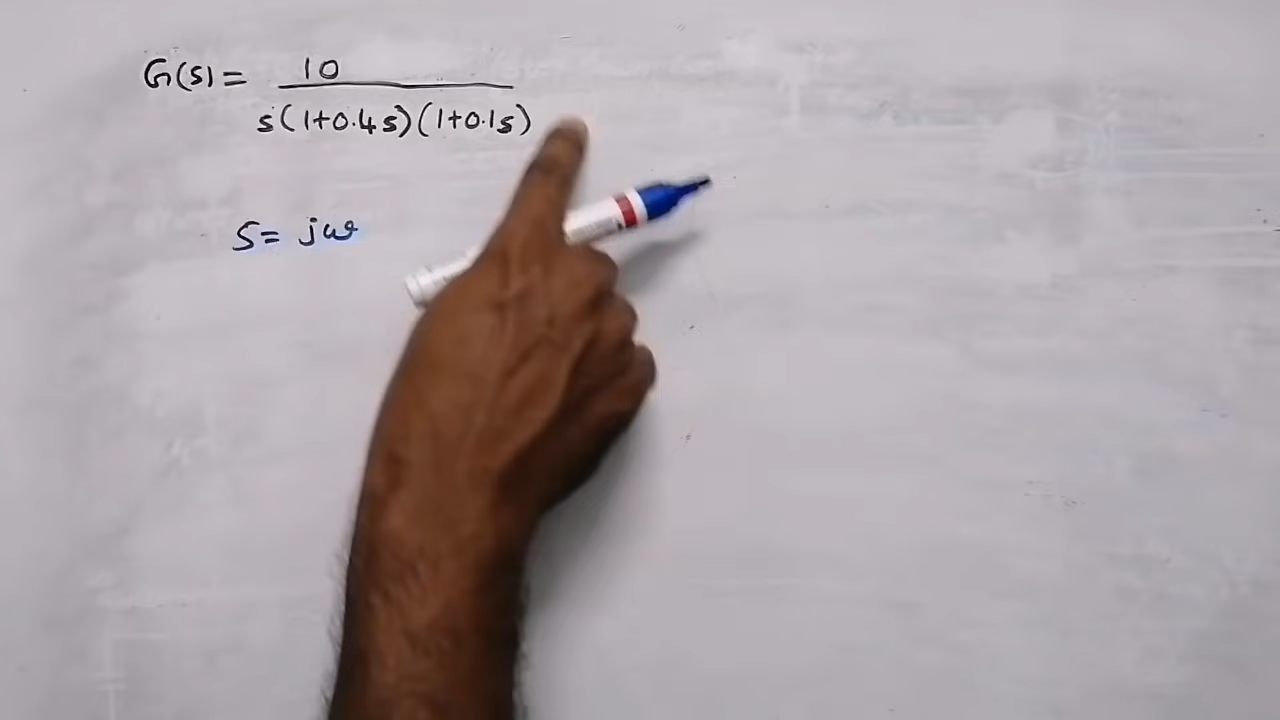 G(s) = 10
s(1+0.4s)(1+0.1s)
s = jω